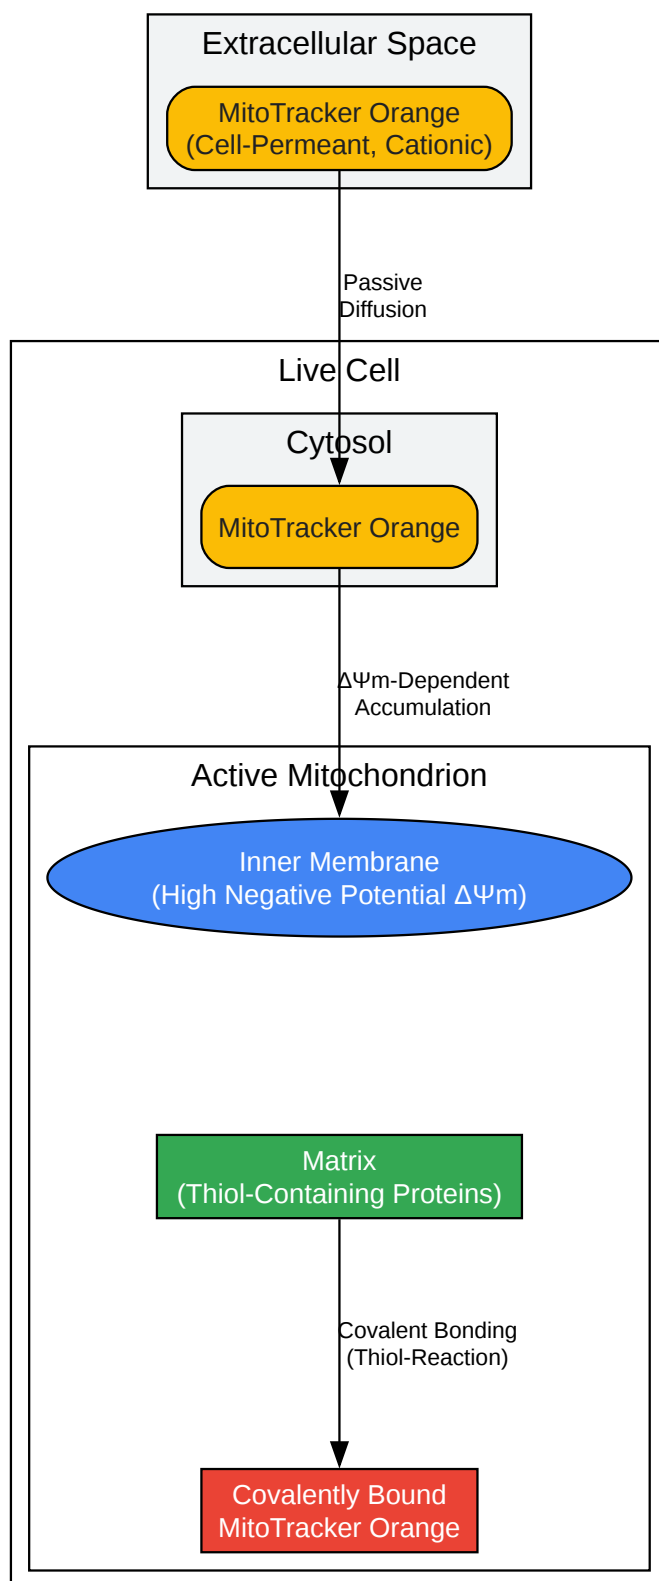 Extracellular Space
MitoTracker Orange
(Cell-Permeant, Cationic)
Passive
Diffusion
Live Cell
Cytosol
MitoTracker Orange
ΔΨm-Dependent
Accumulation
Active Mitochondrion
Inner Membrane
(High Negative Potential ΔΨm)
Matrix
(Thiol-Containing Proteins)
Covalent Bonding
(Thiol-Reaction)
Covalently Bound
MitoTracker Orange